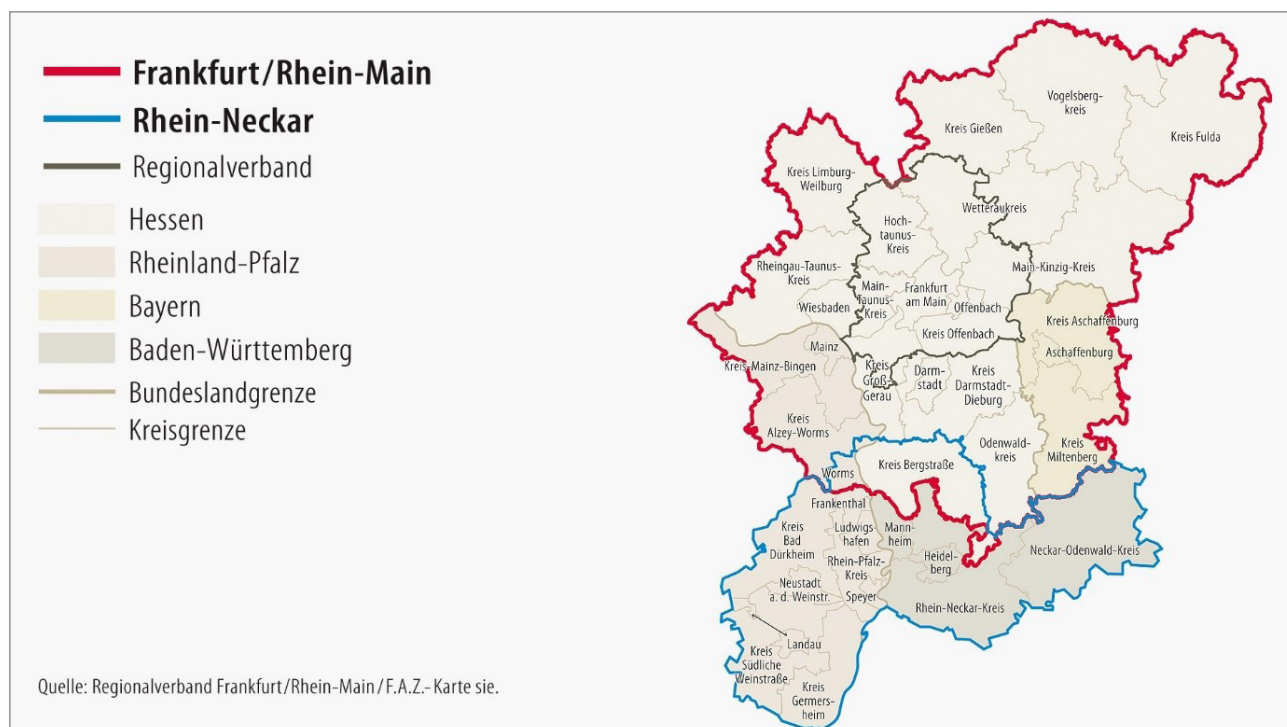 Frankfurt/Rhein-Main
Rhein-Neckar
Regionalverband
Hessen
Rheinland-Pfalz
Bayern
Baden-Württemberg
Bundeslandgrenze
Kreisgrenze
Quelle: Regionalverband Frankfurt/Rhein-Main/F.A.Z.-Karte sie.
Vogelsberg-
kreis
Kreis Gießen
Kreis Fulda
Kreis Limburg-
Weilburg
Wetteraukreis
Hoch-
taunus-
Kreis
Rheingau-Taunus-
Kreis
Main-Kinzig-Kreis
Main-
Taunus-
Kreis
Frankfurt
am Main
Offenbach
Wiesbaden
Kreis Offenbach
Kreis Aschaffenburg
Aschaffenburg
Mainz
Kreis-Mainz-Bingen
Kreis
Groß-
Gerau
Darm-
stadt
Kreis
Darmstadt-
Dieburg
Kreis
Alzey-Worms
Odenwald-
kreis
Kreis
Miltenberg
Worms
Kreis Bergstraße
Frankenthal
Kreis
Bad
Dürkheim
Ludwigs-
hafen
Mann-
heim
Heidel-
berg
Neckar-Odenwald-Kreis
Rhein-Pfalz-
Kreis
Neustadt
a. d. Weinstr.
Speyer
Rhein-Neckar-Kreis
Landau
Kreis
Südliche
Weinstraße
Kreis
Germers-
heim